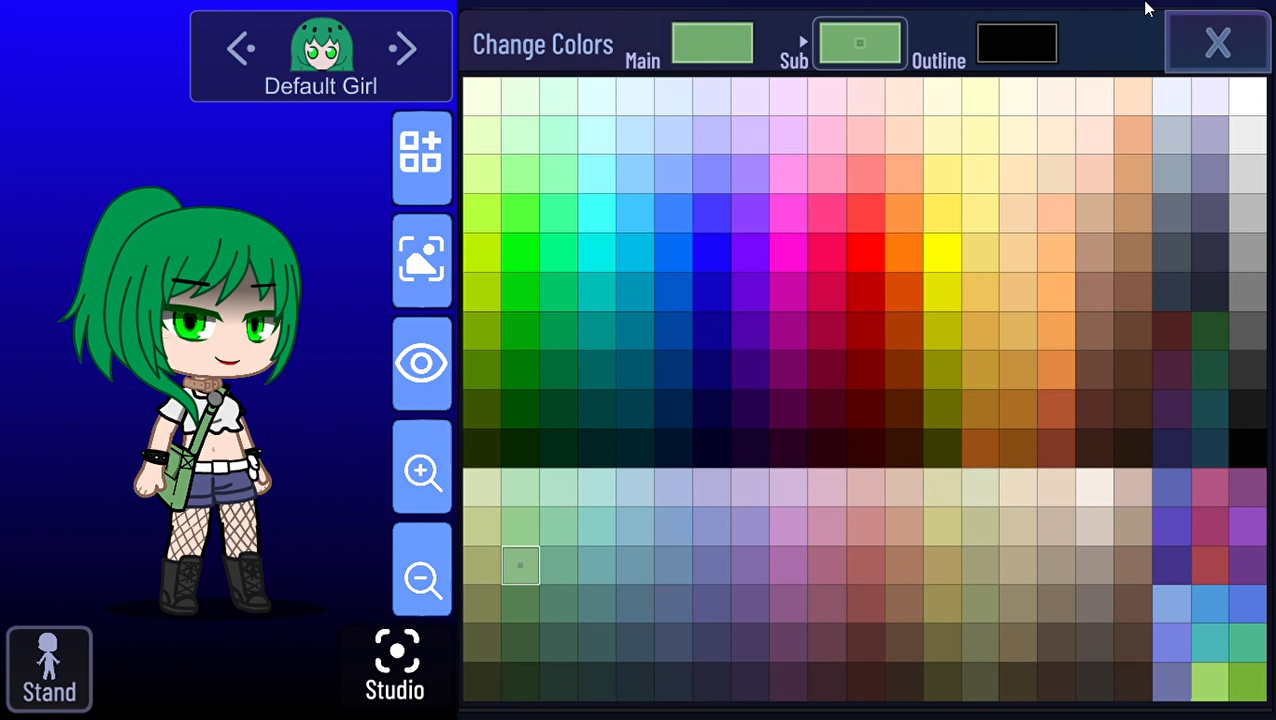 Default Girl
Change Colors
Main
Sub
Outline
X
Stand
Studio